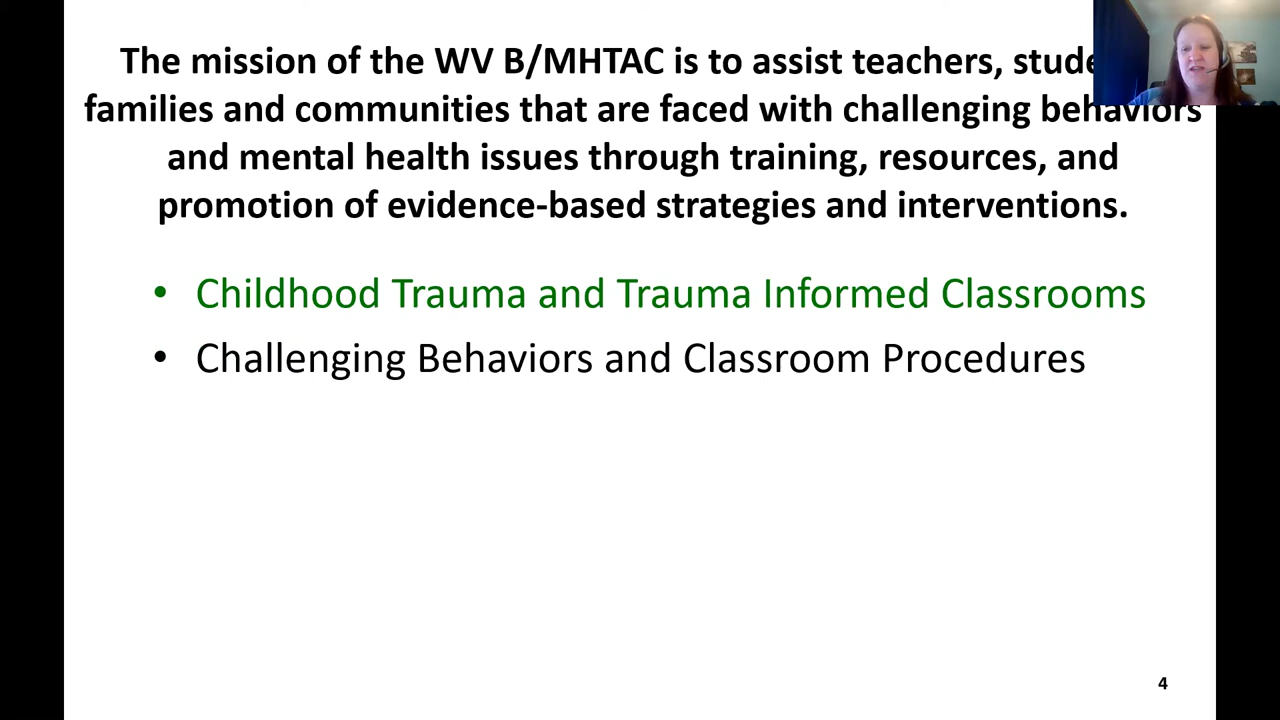 The mission of the WV B/MHTAC is to assist teachers,
families and communities that are faced with challenging behaviors
and mental health issues through training, resources, and
promotion of evidence-based strategies and interventions.
• Childhood Trauma and Trauma Informed Classrooms
• Challenging Behaviors and Classroom Procedures
4